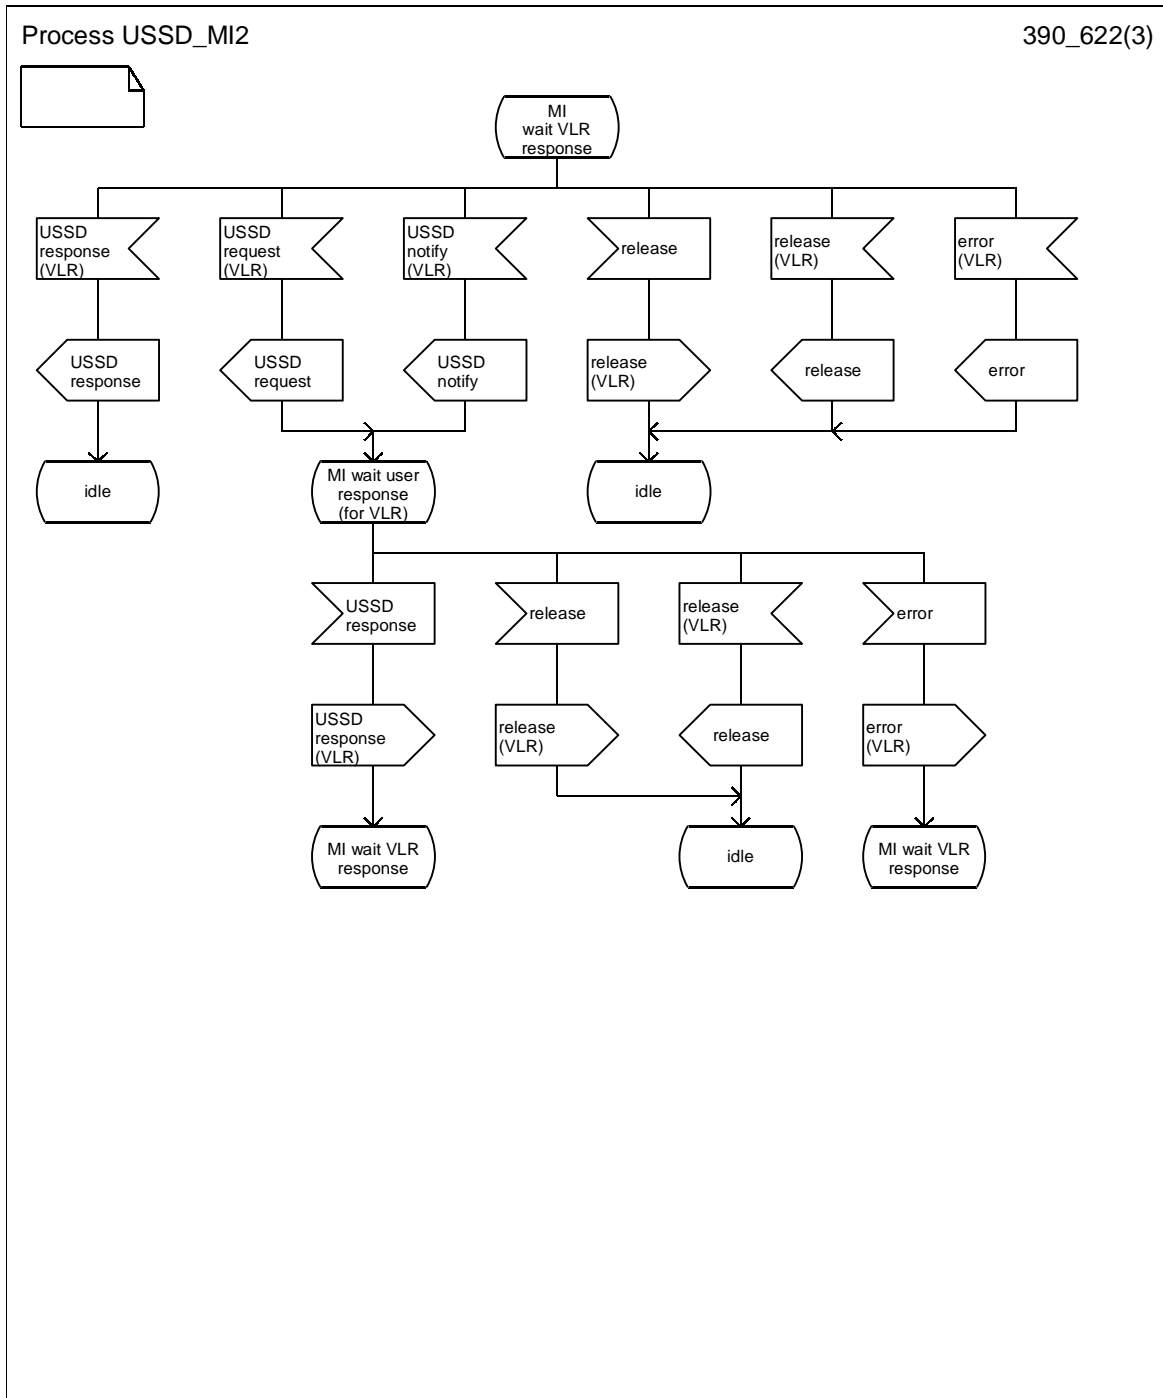 Process USSD_MI2
390_622(3)
MI
wait VLR
response
USSD
response
(VLR)
USSD
request
(VLR)
USSD
notify
(VLR)
release
release
(VLR)
error
(VLR)
USSD
response
USSD
request
USSD
notify
release
(VLR)
release
error
idle
MI wait user
response
(for VLR)
idle
USSD
response
release
release
(VLR)
error
USSD
response
(VLR)
release
(VLR)
release
error
(VLR)
MI wait VLR
response
idle
MI wait VLR
response